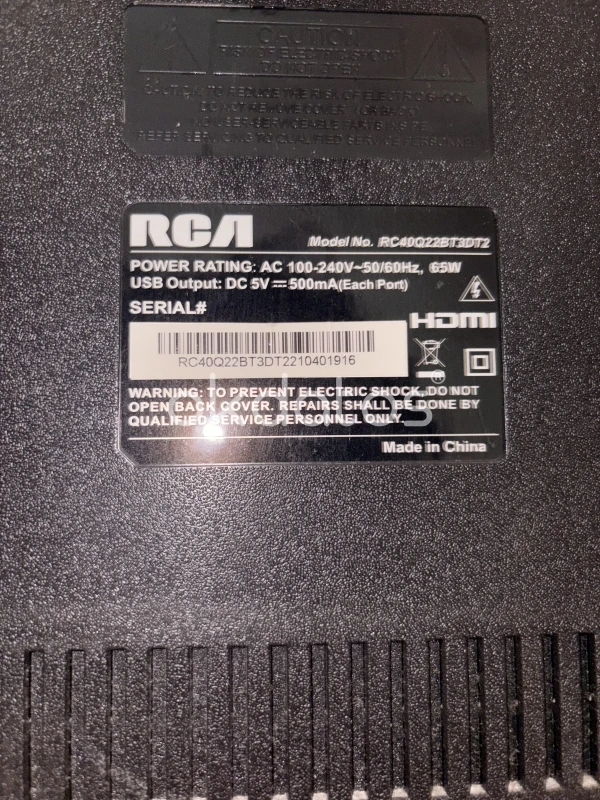 CAUTION
RISK OF ELECTRIC SHOCK
DO NOT OPEN
CAUTION: TO REDUCE THE RISK OF ELECTRIC SHOCK,
DO NOT REMOVE COVER (OR BACK).
NO USER-SERVICEABLE PARTS INSIDE.
REFER SERVICING TO QUALIFIED SERVICE PERSONNEL
RCA
Model No. RC40Q22BT3DT2
POWER RATING: AC 100-240V~50/60Hz, 65W
USB Output: DC 5V ⎓ 500mA(Each Port)
SERIAL#
HDMI
RC40Q22BT3DT2210401916
WARNING: TO PREVENT ELECTRIC SHOCK, DO NOT
OPEN BACK COVER. REPAIRS SHALL BE DONE BY
QUALIFIED SERVICE PERSONNEL ONLY.
Made in China